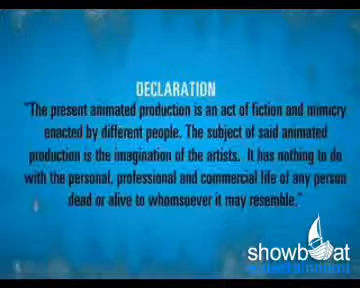 DECLARATION
"The present animated production is an act of fiction and mimicry
enacted by different people. The subject of said animated
production is the imagination of the artists. It has nothing to do
with the personal, professional and commercial life of any person
dead or alive to whomsoever it may resemble."
showboat